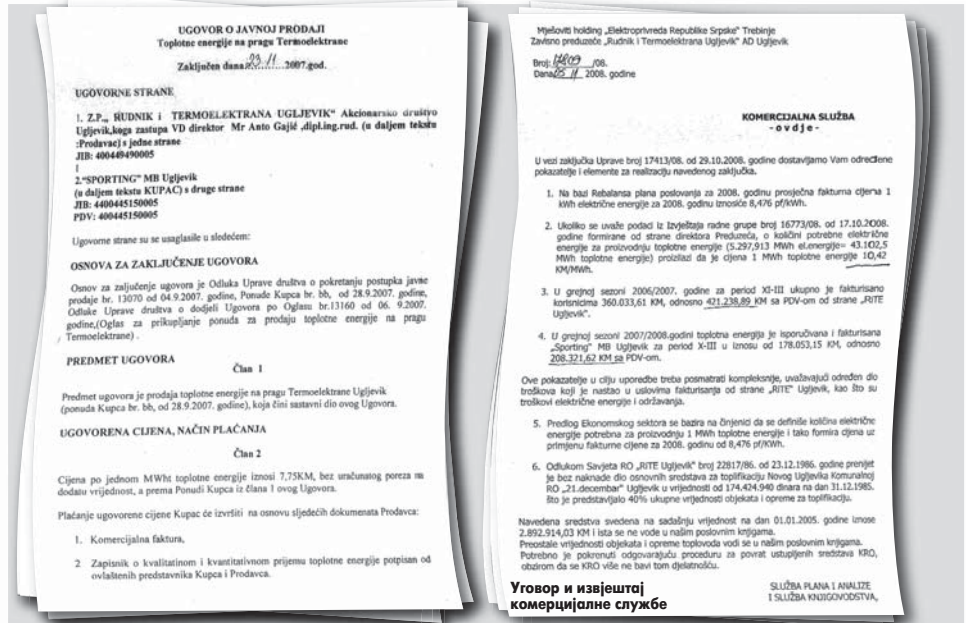 UGOVOR O JAVNOJ PRODAJI
Toplotne energije na pragu Termoelektrane
Zaključen dana 23 11 2007.god.
UGOVORNE STRANE
1. Z.P„ RUDNIK i TERMOELEKTRANA UGLJEVIK" Akcionarsko društvo
Ugljevik,koga zastupa VD direktor Mr Anto Gajić ,dipl.ing.rud. (u daljem tekstu
:Prodavac) s jedne strane
JIB: 400449490005
i
2."SPORTING" MB Ugljevik
(u daljem tekstu KUPAC) s druge strane
JIB: 4400445150005
PDV: 400445150005
Ugovorne strane su se usaglasile u sledećem:
OSNOVA ZA ZAKLJUČENJE UGOVORA
Osnov za zaključenje ugovora je Odluka Uprave društva o pokretanju postupka javne
prodaje br. 13070 od 04.9.2007. godine, Ponude Kupca br. bb, od 28.9.2007. godine,
Odluke Uprave društva o dodjeli Ugovora po Oglasu br.13160 od 06. 9.2007.
godine,(Oglas za prikupljanje ponuda za prodaju toplotne energije na pragu
Termoelektrane) .
PREDMET UGOVORA
Član 1
Predmet ugovora je prodaja toplotne energije na pragu Termoelektrane Ugljevik
(ponuda Kupca br. bb, od 28.9.2007. godine), koja čini sastavni dio ovog Ugovora.
UGOVORENA CIJENA, NAČIN PLAĆANJA
Član 2
Cijena po jednom MWht toplotne energije iznosi 7,75KM, bez uračunatog poreza na
dodatu vrijednost, a prema Ponudi Kupca iz člana 1 ovog Ugovora.
Plaćanje ugovorene cijene Kupac će izvršiti na osnovu sljedećih dokumenata Prodavca:
1. Komercijalna faktura,
2 Zapisnik o kvalitatinom i kvantitativnom prijemu toplotne energije potpisan od
ovlaštenih predstavnika Kupca i Prodavca.
Mješoviti holding „Elektroprivreda Republike Srpske" Trebinje
Zavisno preduzeće „Rudnik i Termoelektrana Ugljevik" AD Ugljevik
Broj: /08.
Dana 11 2008. godine
KOMERCIJALNA SLUŽBA
- o v d j e -
U vezi zaključka Uprave broj 17413/08. od 29.10.2008. godine dostavljamo Vam određene
pokazatelje i elemente za realizaciju navedenog zaključka.
1. Na bazi Rebalansa plana poslovanja za 2008. godinu prosječna fakturna cijena 1
kWh električne energije za 2008. godinu iznosiće 8,476 pf/kWh.
2. Ukoliko se uvaže podaci iz Izvještaja radne grupe broj 16773/08. od 17.10.2008.
godine formirane od strane direktora Preduzeća, o količini potrebne električne
energije za proizvodnju toplotne energije (5.297,913 MWh el.energije= 43.102,5
MWh toplotne energije) proizilazi da je cijena 1 MWh toplotne energije 10,42
KM/MWh.
3. U grejnoj sezoni 2006/2007. godine za period XI-III ukupno je fakturisano
korisnicima 360.033,61 KM, odnosno 421.238,89 KM sa PDV-om od strane „RiTE
Ugljevik".
4. U grejnoj sezoni 2007/2008.godini toplotna energija je isporučivana i fakturisana
„Sporting" MB Ugljevik za period X-III u iznosu od 178.053,15 KM, odnosno
208.321,62 KM sa PDV-om.
Ove pokazatelje u cilju uporedbe treba posmatrati kompleksnije, uvažavajući određen dio
troškova koji je nastao u uslovima fakturisanja od strane „RiTE" Ugljevik, kao što su
troškovi električne energije i održavanja.
5. Predlog Ekonomskog sektora se bazira na činjenici da se definiše količina električne
energije potrebna za proizvodnju 1 MWh toplotne energije i tako formira cijena uz
primjenu fakturne cijene za 2008. godinu od 8,476 pf/kWh.
6. Odlukom Savjeta RO „RiTE Ugljevik" broj 22817/86. od 23.12.1986. godine prenijet
je bez naknade dio osnovnih sredstava za toplifikaciju Novog Ugljevika Komunalnoj
RO „21.decembar" Ugljevik u vrijednosti od 174.424.940 dinara na dan 31.12.1985.
što je predstavljalo 40% ukupne vrijednosti objekata i opreme za toplifikaciju.
Navedena sredstva svedena na sadašnju vrijednost na dan 01.01.2005. godine iznose
2.892.914,03 KM i ista se ne vode u našim poslovnim knjigama.
Preostale vrijednosti objekata i opreme toplovoda vodi se u našim poslovnim knjigama.
Potrebno je pokrenuti odgovarajuću proceduru za povrat ustupljenih sredstava KRO,
obzirom da se KRO više ne bavi tom djelatnošću.
SLUŽBA PLANA I ANALIZE
I SLUŽBA KNJIGOVODSTVA,
Уговор и извјештај
комерцијалне службе